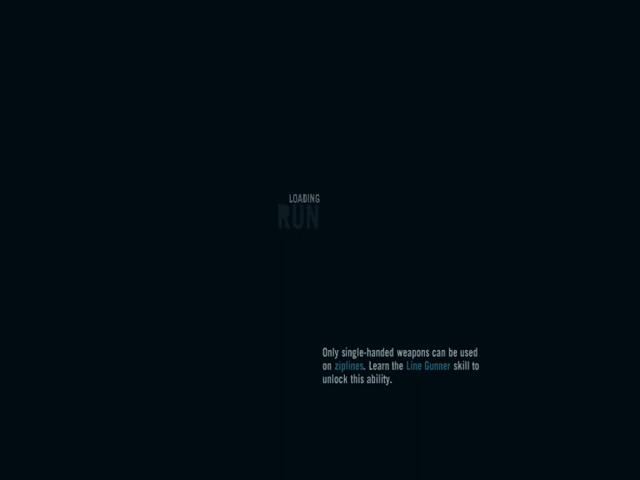 LOADING
RUN
Only single-handed weapons can be used
on ziplines. Learn the Line Gunner skill to
unlock this ability.